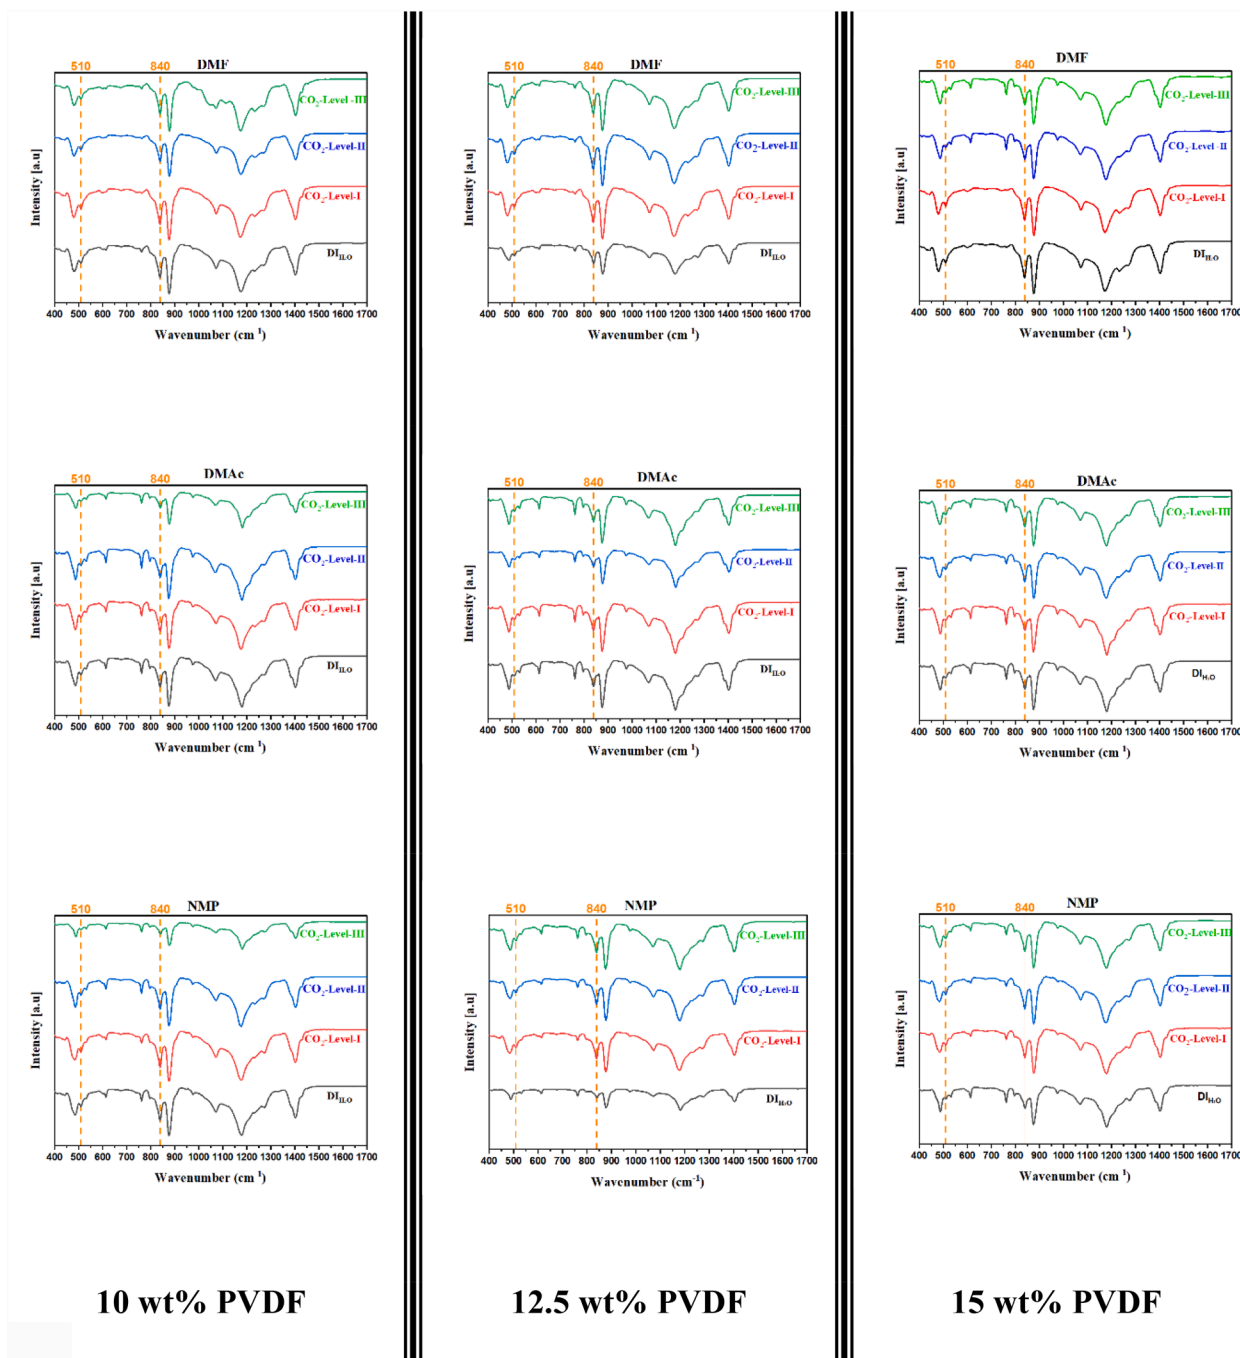 DMF
510 840
CO₂-Level -III
CO₂-Level-II
CO₂-Level-I
DI
Intensity [a.u]
400 500 600 700 800 900 1000 1100 1200 1300 1400 1500 1600 1700
Wavenumber (cm⁻¹)
DMAc
510 840
CO₂-Level-III
CO₂-Level-II
CO₂-Level-I
DI
Intensity [a.u]
400 500 600 700 800 900 1000 1100 1200 1300 1400 1500 1600 1700
Wavenumber (cm⁻¹)
NMP
510 840
CO₂-Level-III
CO₂-Level-II
CO₂-Level-I
DI
Intensity [a.u]
400 500 600 700 800 900 1000 1100 1200 1300 1400 1500 1600 1700
Wavenumber (cm⁻¹)
10 wt% PVDF
DMF
510 840
CO₂-Level-III
CO₂-Level-II
CO₂-Level-I
DI
Intensity [a.u]
400 500 600 700 800 900 1000 1100 1200 1300 1400 1500 1600 1700
Wavenumber (cm⁻¹)
DMAc
510 840
CO₂-Level-III
CO₂-Level-II
CO₂-Level-I
DI
Intensity [a.u]
400 500 600 700 800 900 1000 1100 1200 1300 1400 1500 1600 1700
Wavenumber (cm⁻¹)
NMP
510 840
CO₂-Level-III
CO₂-Level-II
CO₂-Level-I
DI_H₂O
Intensity [a.u]
400 500 600 700 800 900 1000 1100 1200 1300 1400 1500 1600 1700
Wavenumber (cm⁻¹)
12.5 wt% PVDF
DMF
510 840
CO₂-Level-III
CO₂-Level -II
CO₂-Level-I
DI
Intensity [a.u]
400 500 600 700 800 900 1000 1100 1200 1300 1400 1500 1600 1700
Wavenumber (cm⁻¹)
DMAc
510 840
CO₂-Level-III
CO₂-Level-II
CO₂-Level-I
DI_H₂O
Intensity [a.u]
400 500 600 700 800 900 1000 1100 1200 1300 1400 1500 1600 1700
Wavenumber (cm⁻¹)
NMP
510 840
CO₂-Level-III
CO₂-Level-II
CO₂-Level-I
DI_H₂O
Intensity [a.u]
400 500 600 700 800 900 1000 1100 1200 1300 1400 1500 1600 1700
Wavenumber (cm⁻¹)
15 wt% PVDF